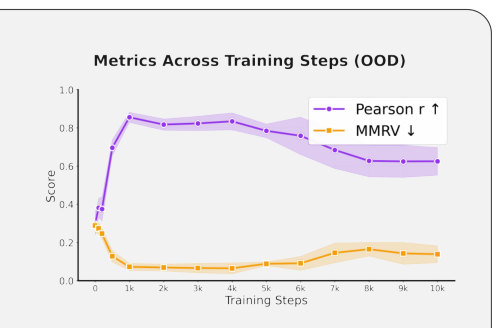 Metrics Across Training Steps (OOD)
Pearson r ↑
MMRV ↓
Score
1.0
0.8
0.6
0.4
0.2
0.0
0 1k 2k 3k 4k 5k 6k 7k 8k 9k 10k
Training Steps